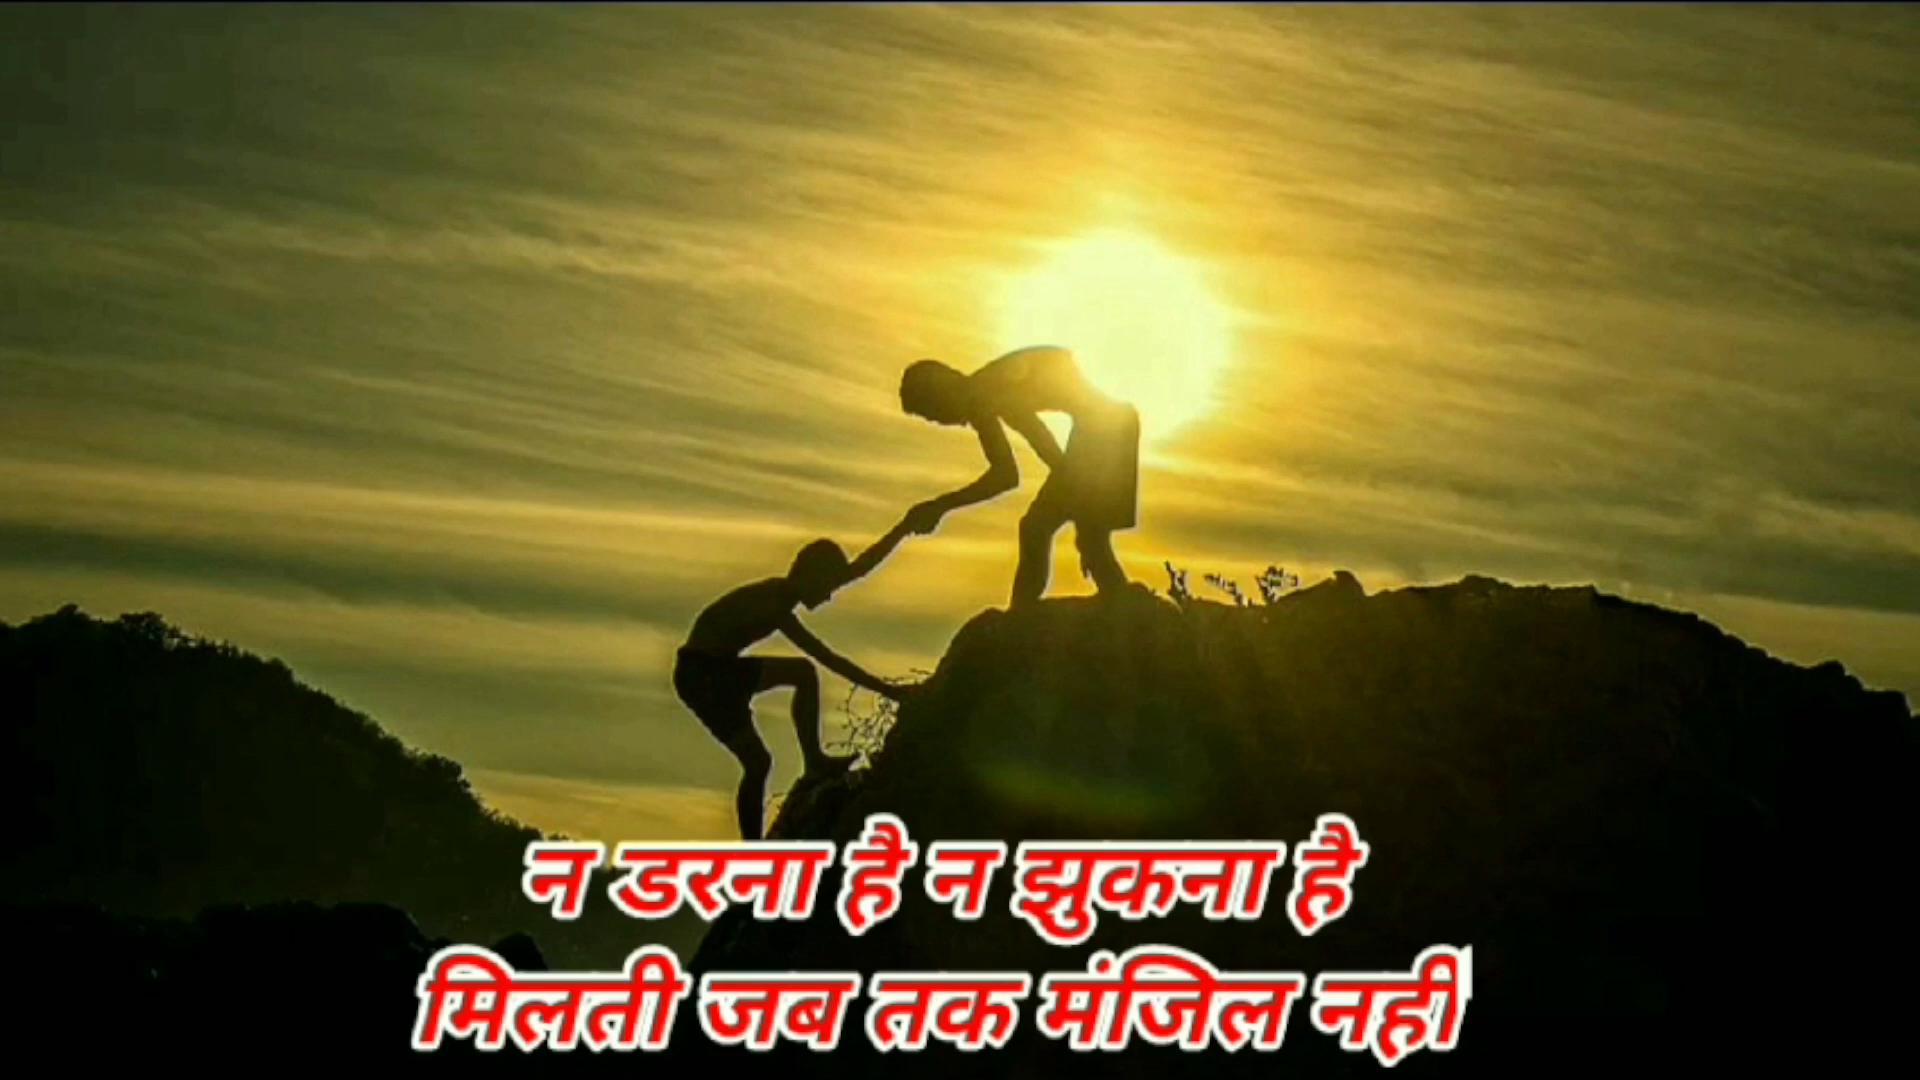 न डरना है न झुकना है
मिलती जब तक मंजिल नही